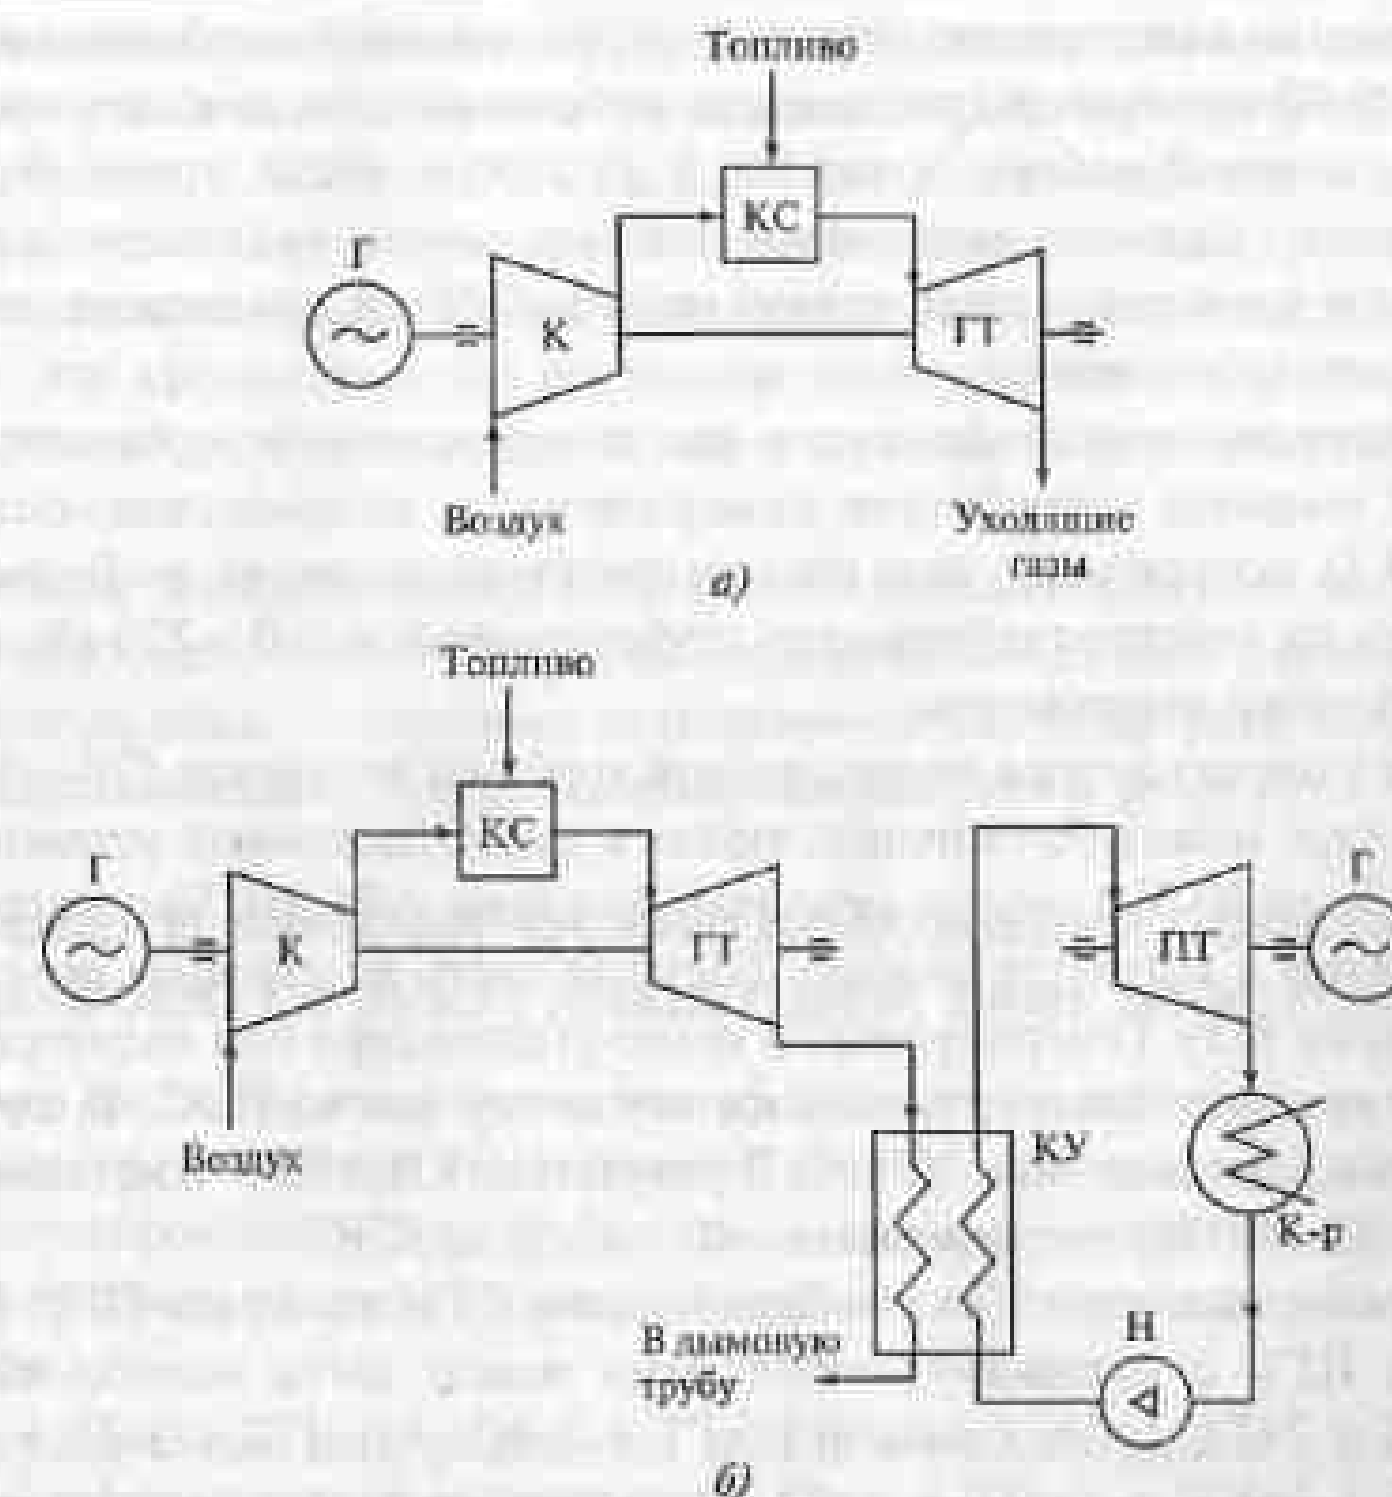 Топливо
КС
Г
К
ГТ
Воздух
Уходящие
газы
а)
Топливо
КС
Г
К
ГТ
ПТ
Г
Воздух
КУ
К-р
Н
В дымовую
трубу
б)